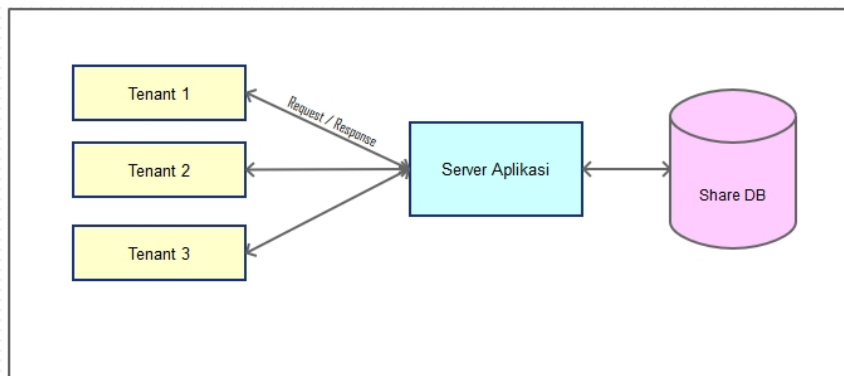 Tenant 1
Request / Response
Tenant 2
Server Aplikasi
Share DB
Tenant 3